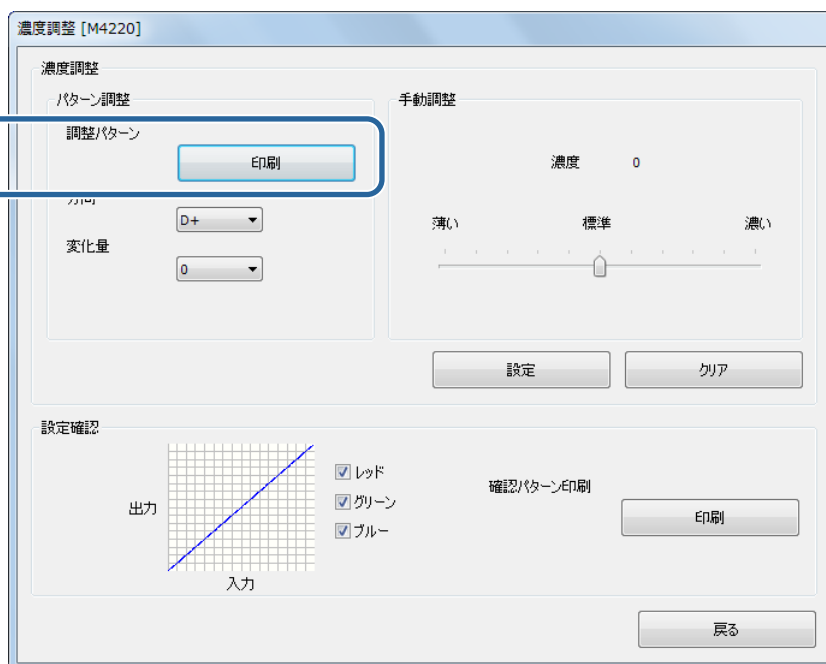 濃度調整 [M4220]
濃度調整
パターン調整
調整パターン
印刷
D+
変化量
0
手動調整
濃度 0
薄い 標準 濃い
設定 クリア
設定確認
出力
入力
レッド
グリーン
ブルー
確認パターン印刷
印刷
戻る